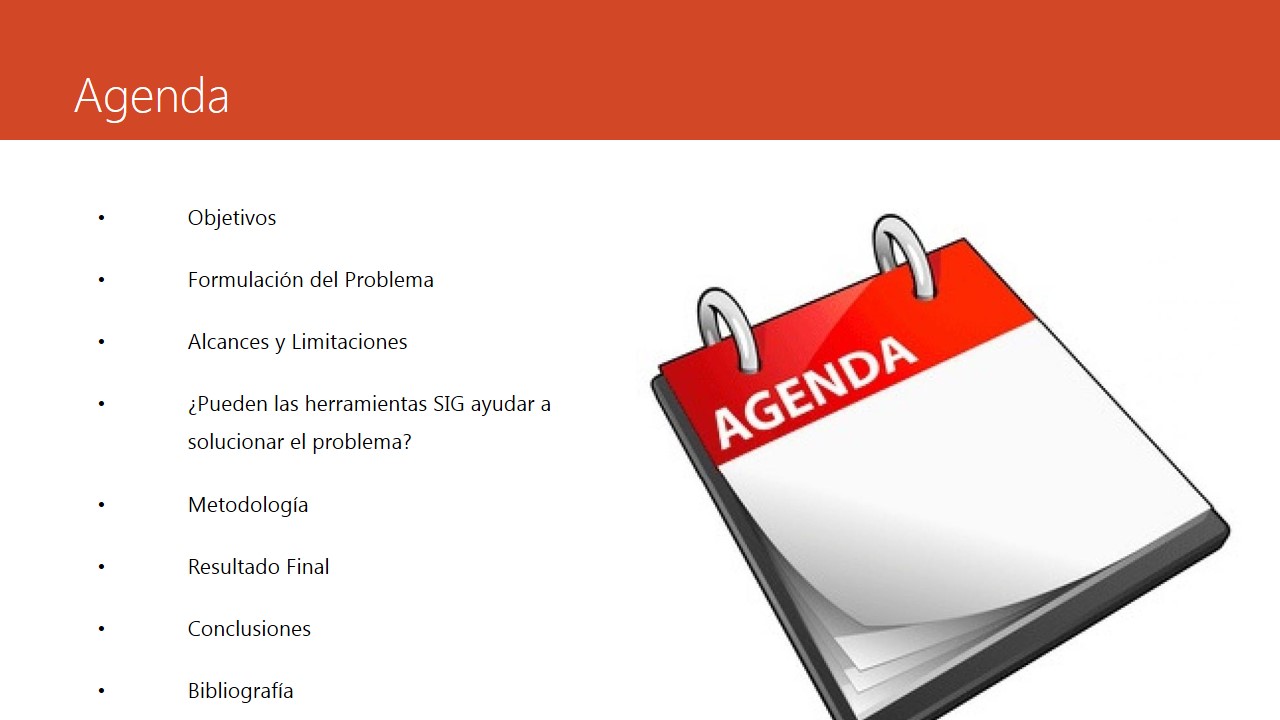 Agenda
• Objetivos
• Formulación del Problema
• Alcances y Limitaciones
• ¿Pueden las herramientas SIG ayudar a
solucionar el problema?
• Metodología
• Resultado Final
• Conclusiones
• Bibliografía
AGENDA